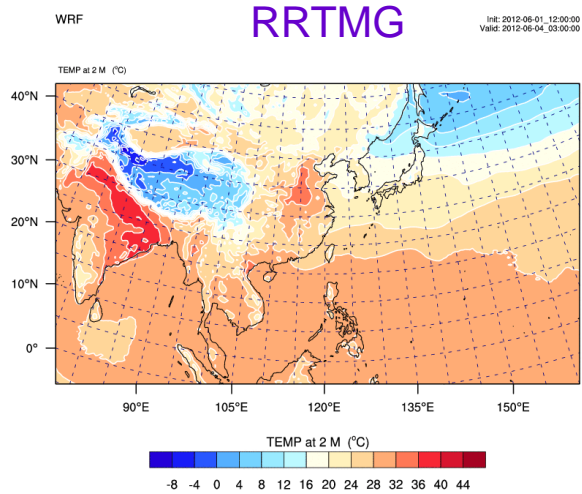 WRF
RRTMG
Init: 2012-06-01_12:00:00
Valid: 2012-06-04_03:00:00
TEMP at 2 M (°C)
40°N
30°N
20°N
10°N
0°
90°E 105°E 120°E 135°E 150°E
TEMP at 2 M (°C)
-8 -4 0 4 8 12 16 20 24 28 32 36 40 44